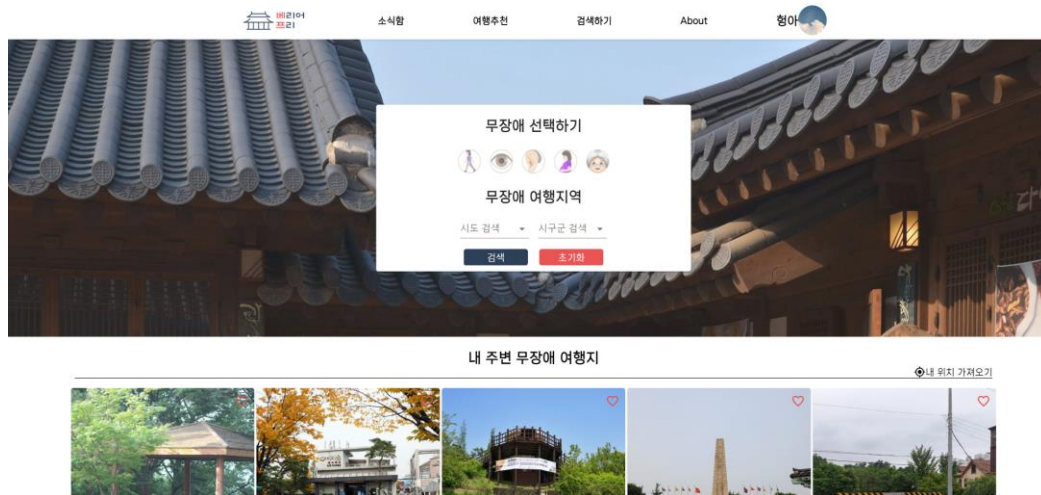 베리어
프리
소식함
여행추천
검색하기
About
형아
무장애 선택하기
무장애 여행지역
시도 검색
시구군 검색
검색
초기화
내 주변 무장애 여행지
내 위치 가져오기